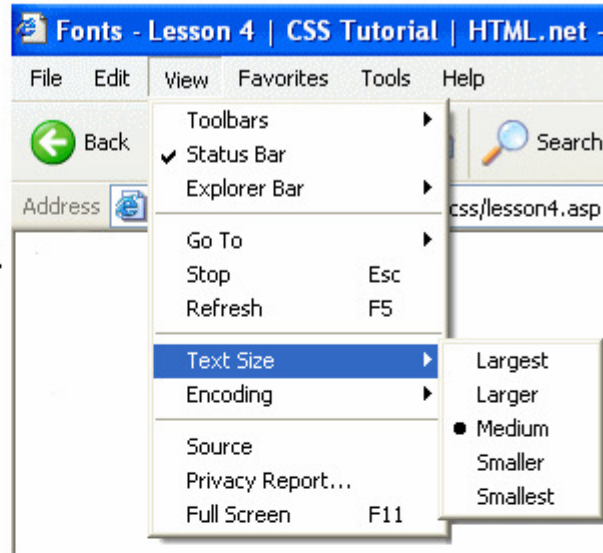 Fonts - Lesson 4 | CSS Tutorial | HTML.net -
File Edit View Favorites Tools Help
Back Search
Address css/lesson4.asp
Toolbars
Status Bar
Explorer Bar
Go To
Stop Esc
Refresh F5
Text Size
Encoding
Source
Privacy Report...
Full Screen F11
Largest
Larger
Medium
Smaller
Smallest